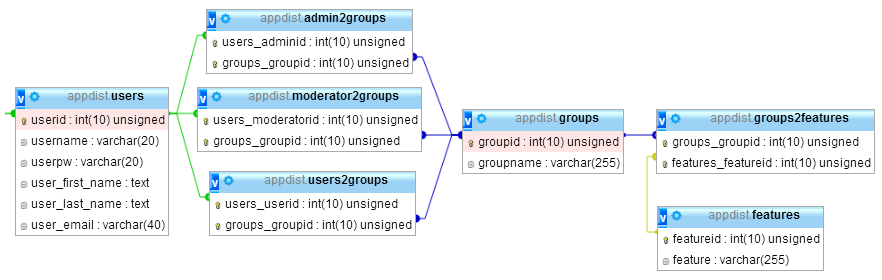 appdist.admin2groups
users_adminid : int(10) unsigned
groups_groupid : int(10) unsigned
appdist.users
userid : int(10) unsigned
username : varchar(20)
userpw : varchar(20)
user_first_name : text
user_last_name : text
user_email : varchar(40)
appdist.moderator2groups
users_moderatorid : int(10) unsigned
groups_groupid : int(10) unsigned
appdist.users2groups
users_userid : int(10) unsigned
groups_groupid : int(10) unsigned
appdist.groups
groupid : int(10) unsigned
groupname : varchar(255)
appdist.groups2features
groups_groupid : int(10) unsigned
features_featureid : int(10) unsigned
appdist.features
featureid : int(10) unsigned
feature : varchar(255)